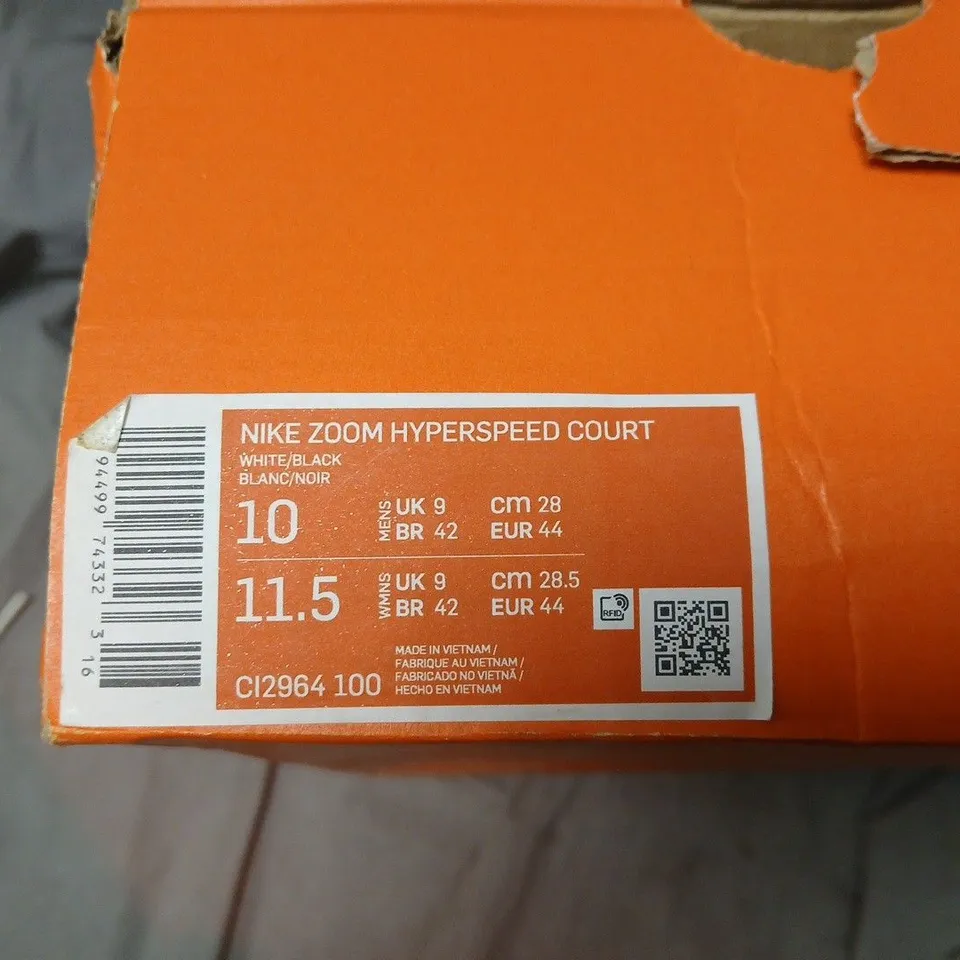 NIKE ZOOM HYPERSPEED COURT
WHITE/BLACK
BLANC/NOIR
10 MENS UK 9 cm 28
BR 42 EUR 44
11.5 WMNS UK 9 cm 28.5
BR 42 EUR 44
RFID
CI2964 100
MADE IN VIETNAM /
FABRIQUE AU VIETNAM /
FABRICADO NO VIETNÃ /
HECHO EN VIETNAM
94499 74332 3 16